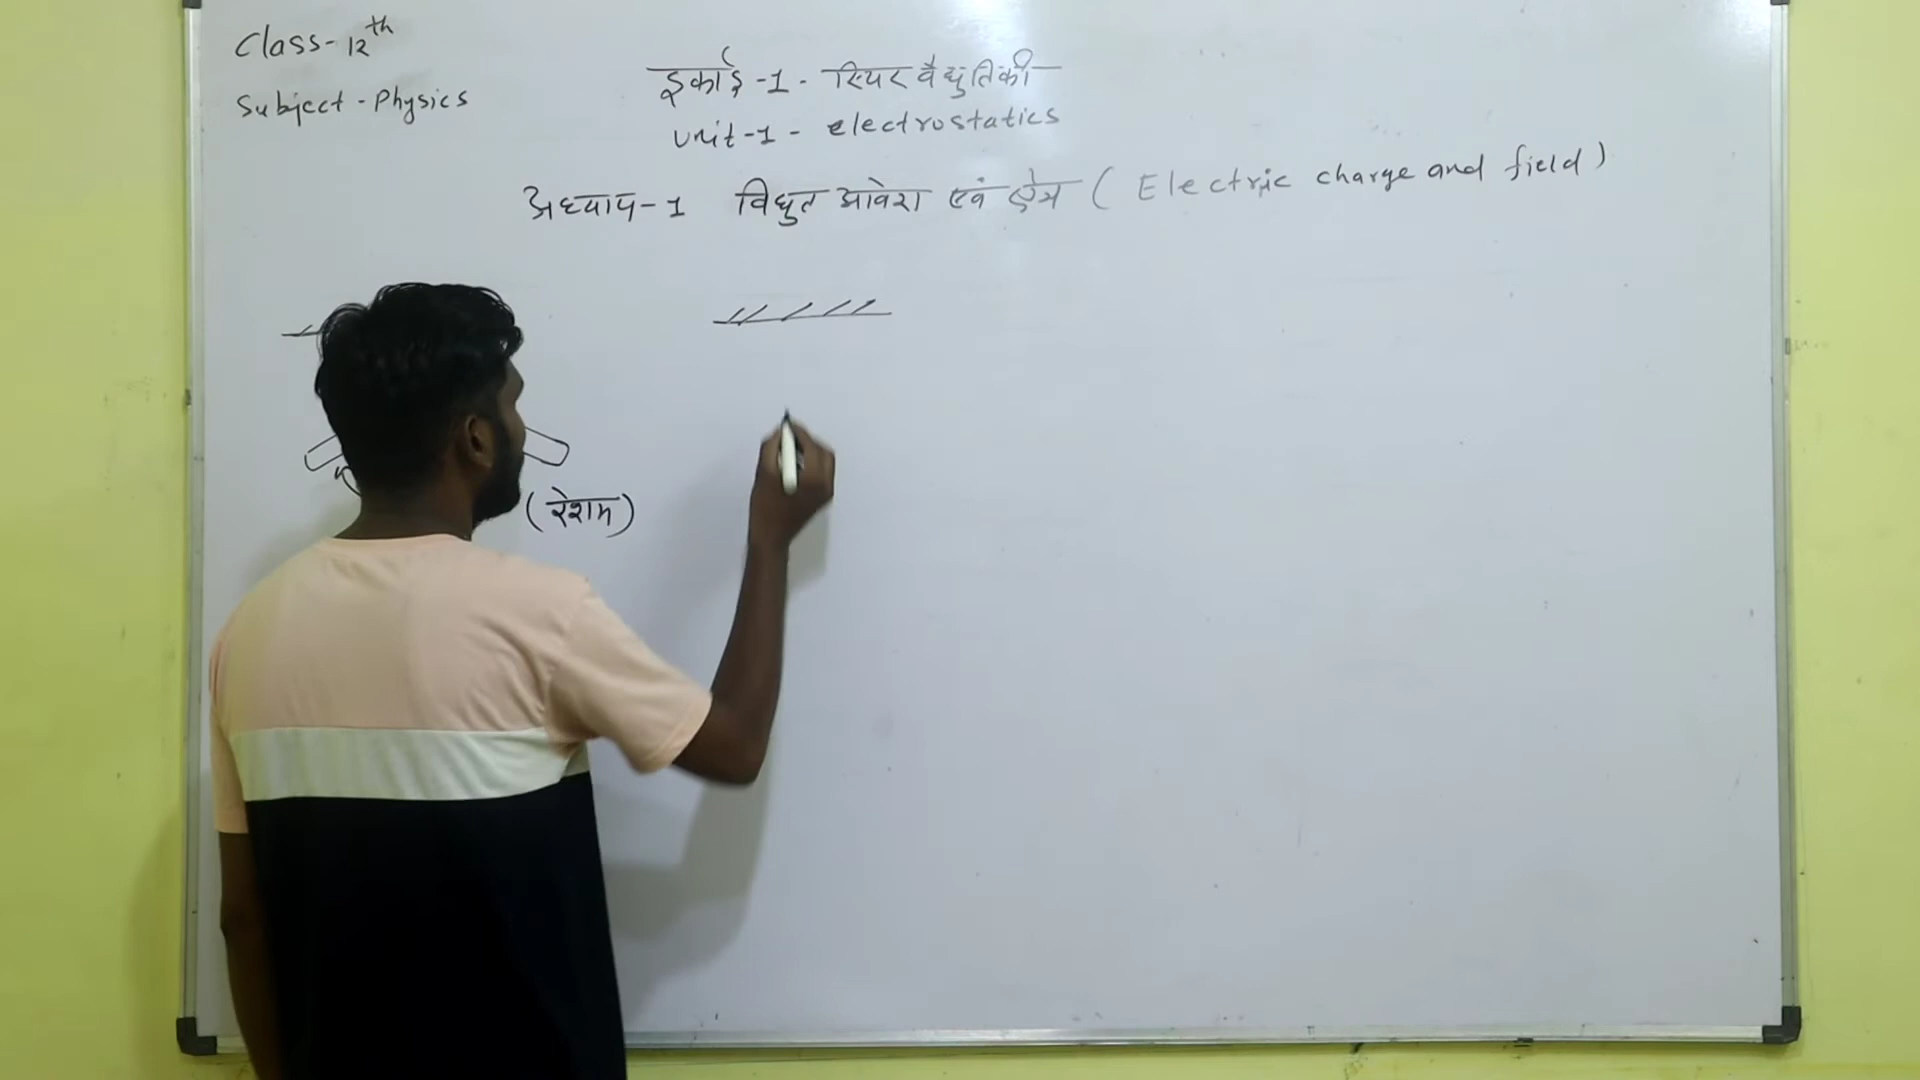 Class-12th
Subject-Physics
इकाई-1- स्थिर वैद्युतिकी
unit-1- electrostatics
अध्याय-1 विद्युत आवेश एवं क्षेत्र ( Electric charge and field )
(रेशम)